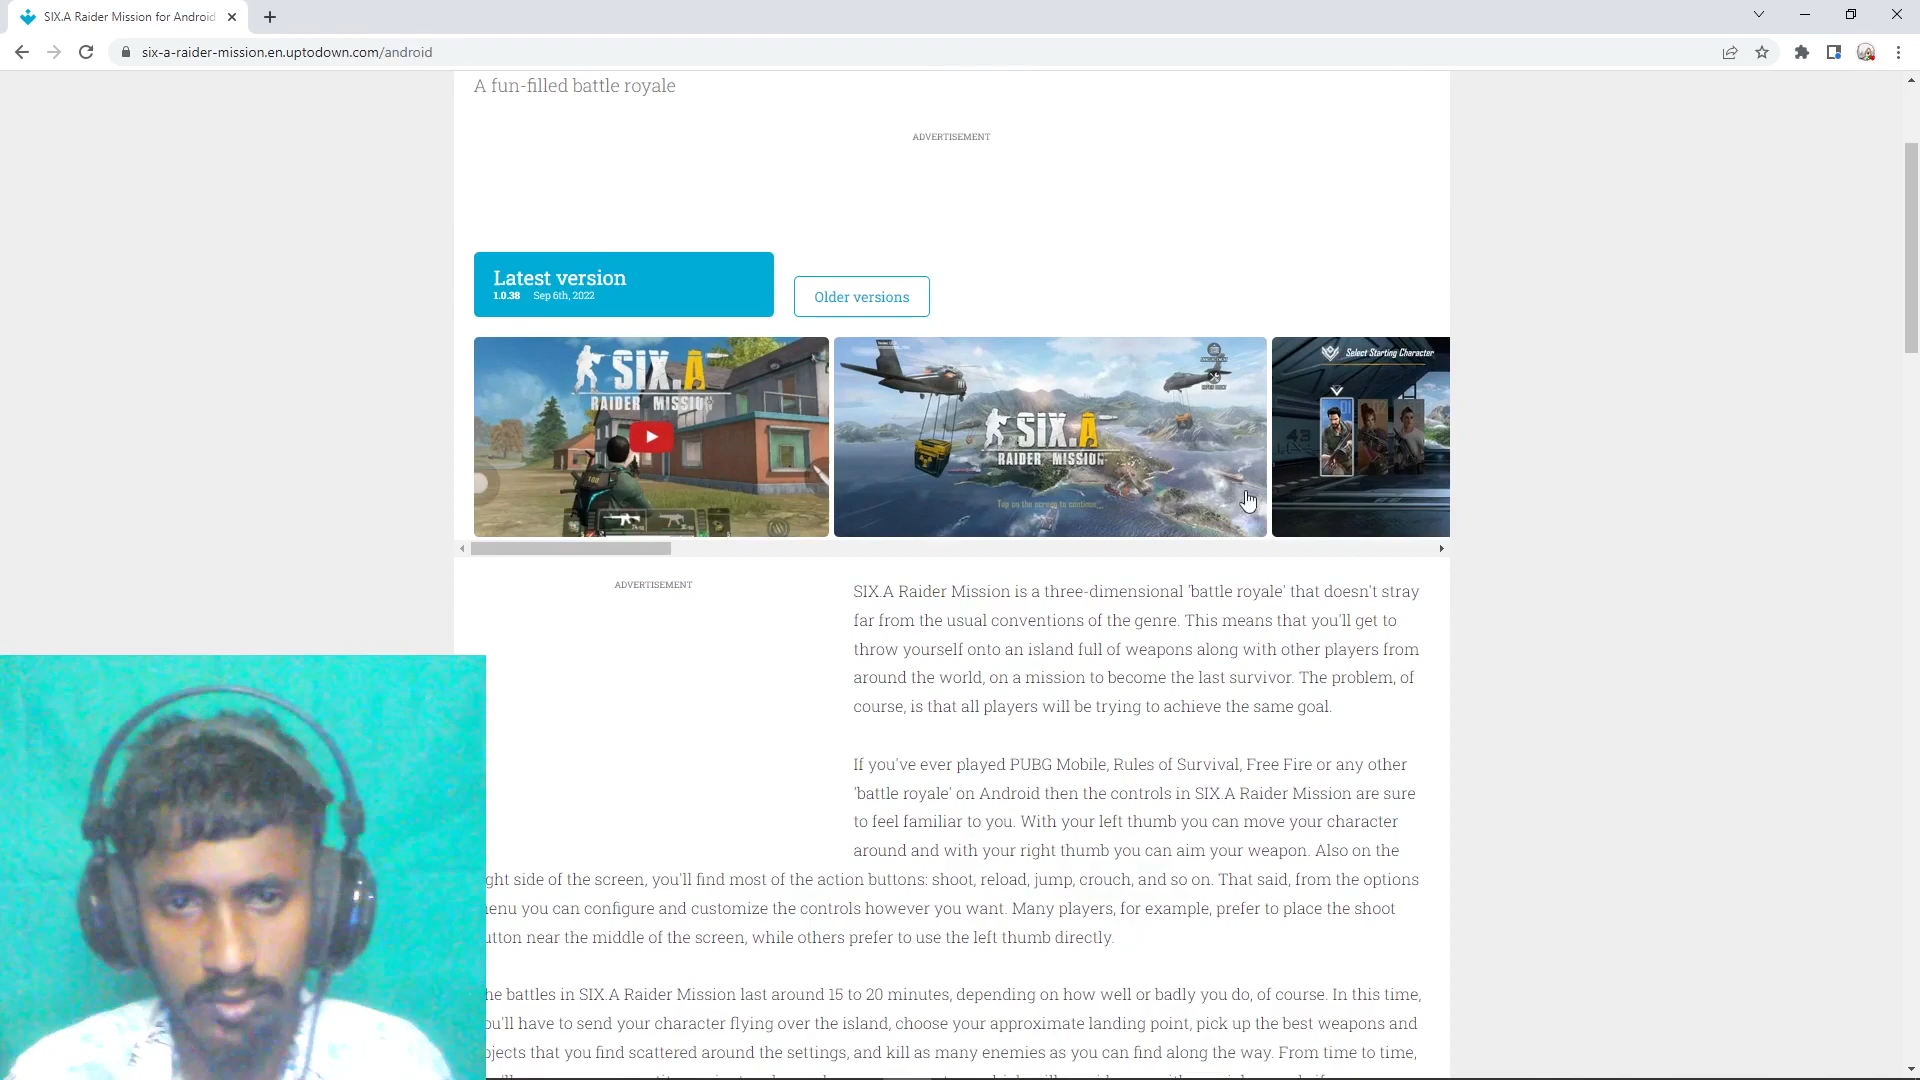 SIX.A Raider Mission for Android
six-a-raider-mission.en.uptodown.com/android
A fun-filled battle royale
ADVERTISEMENT
Latest version
1.0.38 Sep 6th, 2022
Older versions
SIX.A
RAIDER MISSION
SIX.A
RAIDER MISSION
Tap on the screen to continue...
Select Starting Character
ADVERTISEMENT
SIX.A Raider Mission is a three-dimensional 'battle royale' that doesn't stray
far from the usual conventions of the genre. This means that you'll get to
throw yourself onto an island full of weapons along with other players from
around the world, on a mission to become the last survivor. The problem, of
course, is that all players will be trying to achieve the same goal.
If you've ever played PUBG Mobile, Rules of Survival, Free Fire or any other
'battle royale' on Android then the controls in SIX.A Raider Mission are sure
to feel familiar to you. With your left thumb you can move your character
around and with your right thumb you can aim your weapon. Also on the
ght side of the screen, you'll find most of the action buttons: shoot, reload, jump, crouch, and so on. That said, from the options
enu you can configure and customize the controls however you want. Many players, for example, prefer to place the shoot
utton near the middle of the screen, while others prefer to use the left thumb directly.
he battles in SIX.A Raider Mission last around 15 to 20 minutes, depending on how well or badly you do, of course. In this time,
ou'll have to send your character flying over the island, choose your approximate landing point, pick up the best weapons and
bjects that you find scattered around the settings, and kill as many enemies as you can find along the way. From time to time,